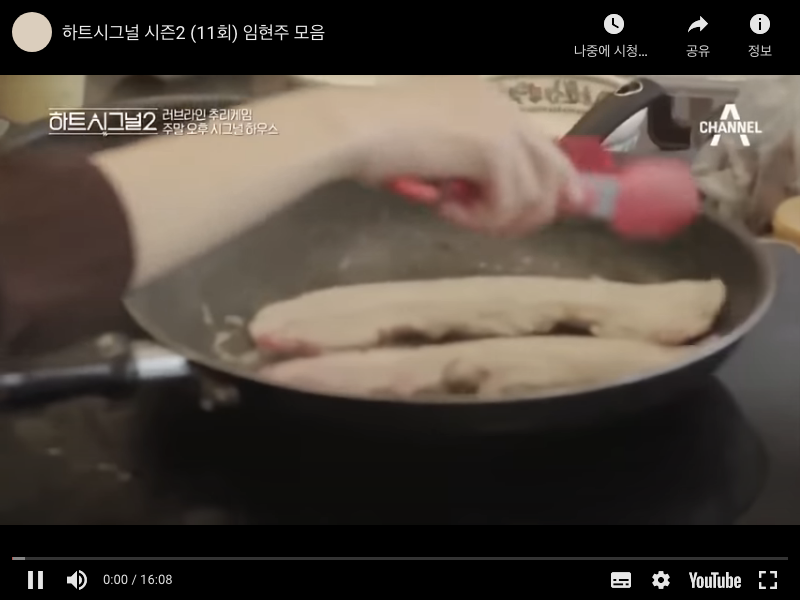 하트시그널 시즌2 (11회) 임현주 모음
나중에 시청...
공유
정보
하트시그널2
러브라인 추리게임
주말 오후 시그널 하우스
CHANNEL A
0:00 / 16:08
YouTube